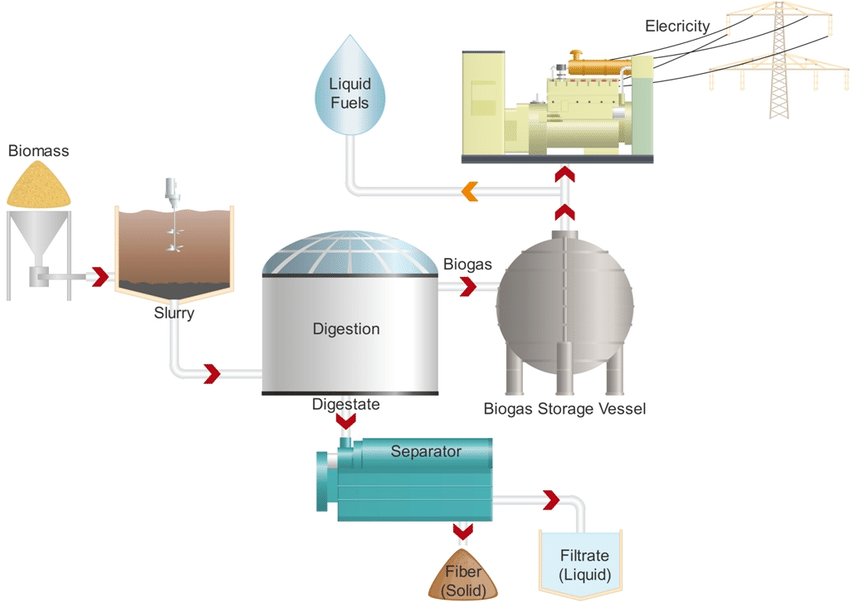 Elecricity
Liquid
Fuels
Biomass
Slurry
Biogas
Digestion
Digestate
Biogas Storage Vessel
Separator
Fiber
(Solid)
Filtrate
(Liquid)